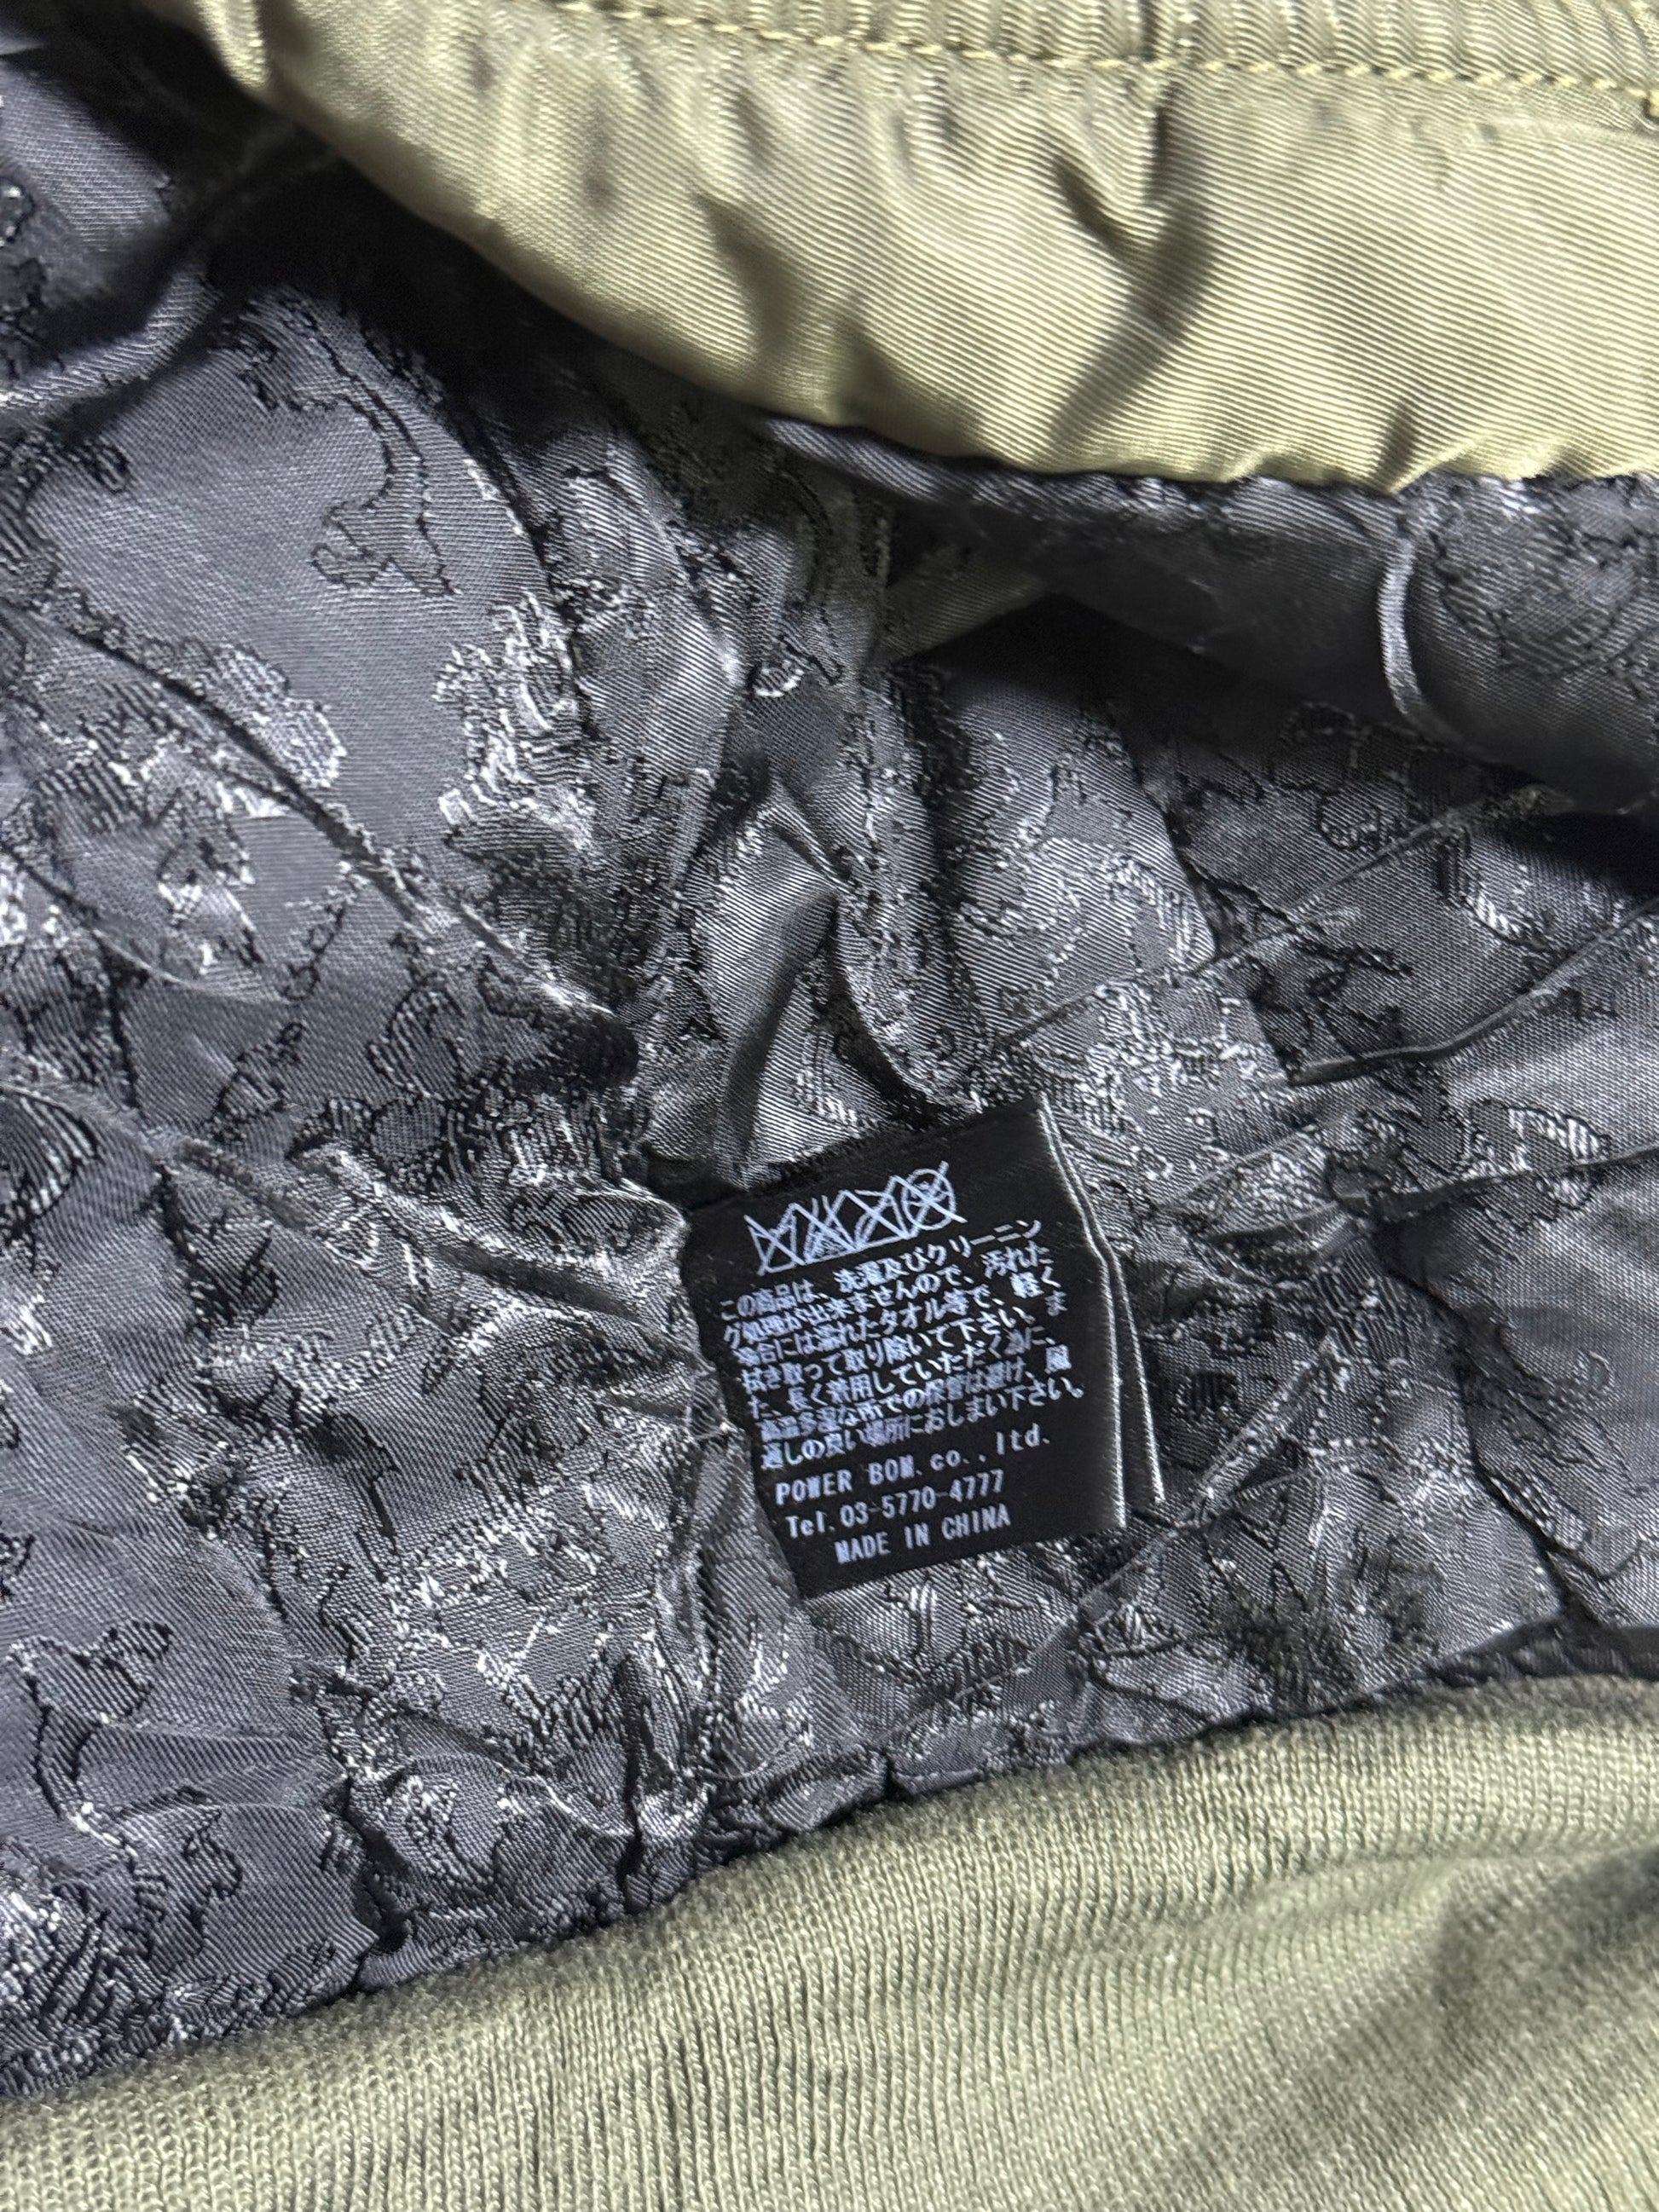 この商品は、洗濯及びクリーニン
グ処理が出来ませんので、汚れた
場合には濡れたタオル等で、軽く
拭き取って取り除いて下さい。ま
た、長く着用していただく為に、
高温多湿な所での保管は避け、風
通しの良い場所におしまい下さい。
POWER BOM.co.,ltd.
Tel.03-5770-4777
MADE IN CHINA